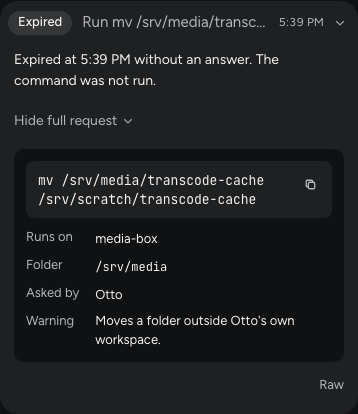 Expired Run mv /srv/media/transc... 5:39 PM
Expired at 5:39 PM without an answer. The
command was not run.
Hide full request
mv /srv/media/transcode-cache
/srv/scratch/transcode-cache
Runs on media-box
Folder /srv/media
Asked by Otto
Warning Moves a folder outside Otto's own
workspace.
Raw